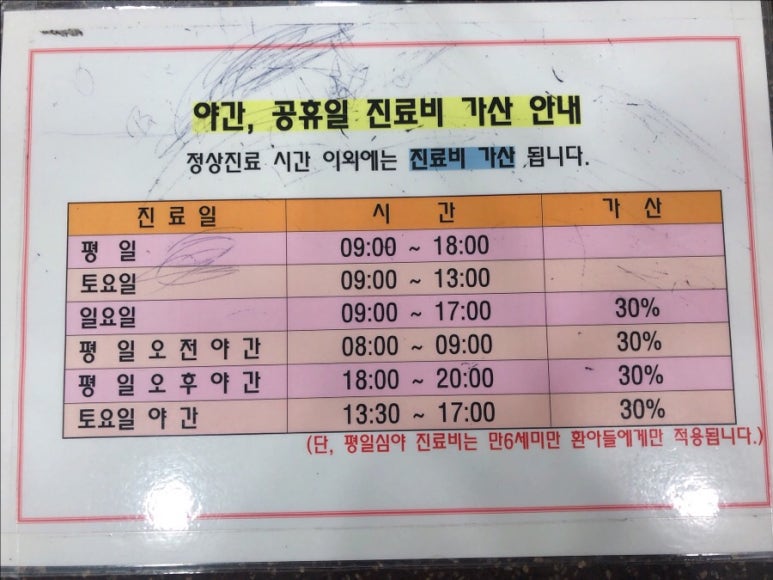 야간, 공휴일 진료비 가산 안내
정상진료 시간 이외에는 진료비 가산 됩니다.
진료일 시 간 가 산
평 일 09:00 ~ 18:00
토요일 09:00 ~ 13:00
일요일 09:00 ~ 17:00 30%
평 일 오 전 야 간 08:00 ~ 09:00 30%
평 일 오 후 야 간 18:00 ~ 20:00 30%
토요일 야 간 13:30 ~ 17:00 30%
(단, 평일심야 진료비는 만6세미만 환아들에게만 적용됩니다.)